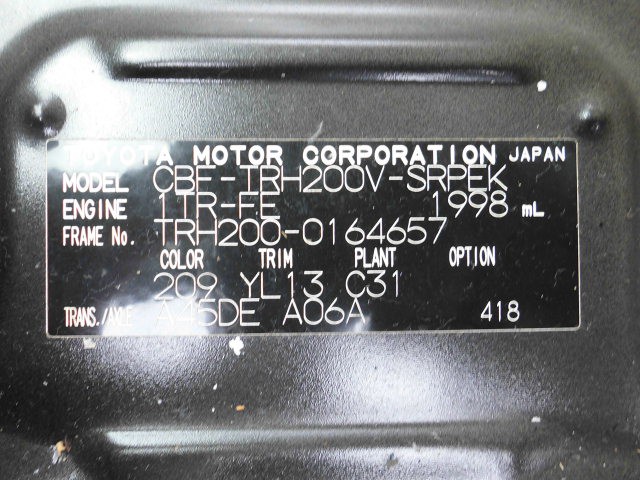 TOYOTA MOTOR CORPORATION JAPAN
MODEL CBF-TRH200V-SRPEK
ENGINE 1TR-FE 1998 mL
FRAME No. TRH200-0164657
COLOR TRIM PLANT OPTION
209 YL13 C31
TRANS./AXLE A45DE A06A 418